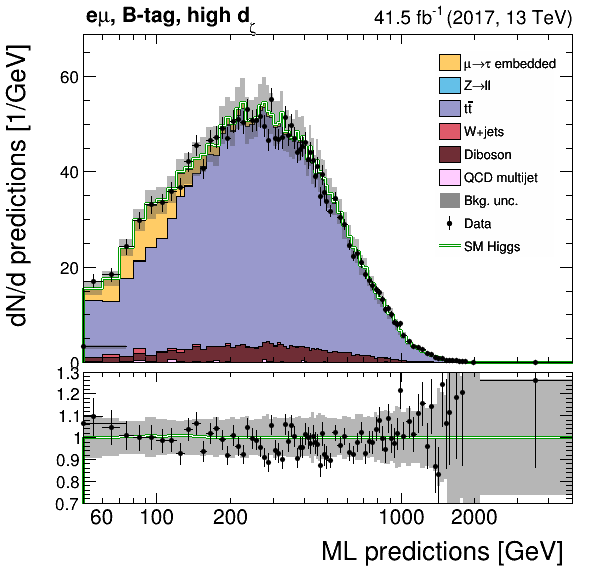 eμ, B-tag, high dζ
41.5 fb⁻¹ (2017, 13 TeV)
dN/d predictions [1/GeV]
60
40
20
0
μ→τ embedded
Z→ll
tt̄
W+jets
Diboson
QCD multijet
Bkg. unc.
Data
SM Higgs
1.3
1.2
1.1
1
0.9
0.8
0.7
60 100 200 1000 2000
ML predictions [GeV]